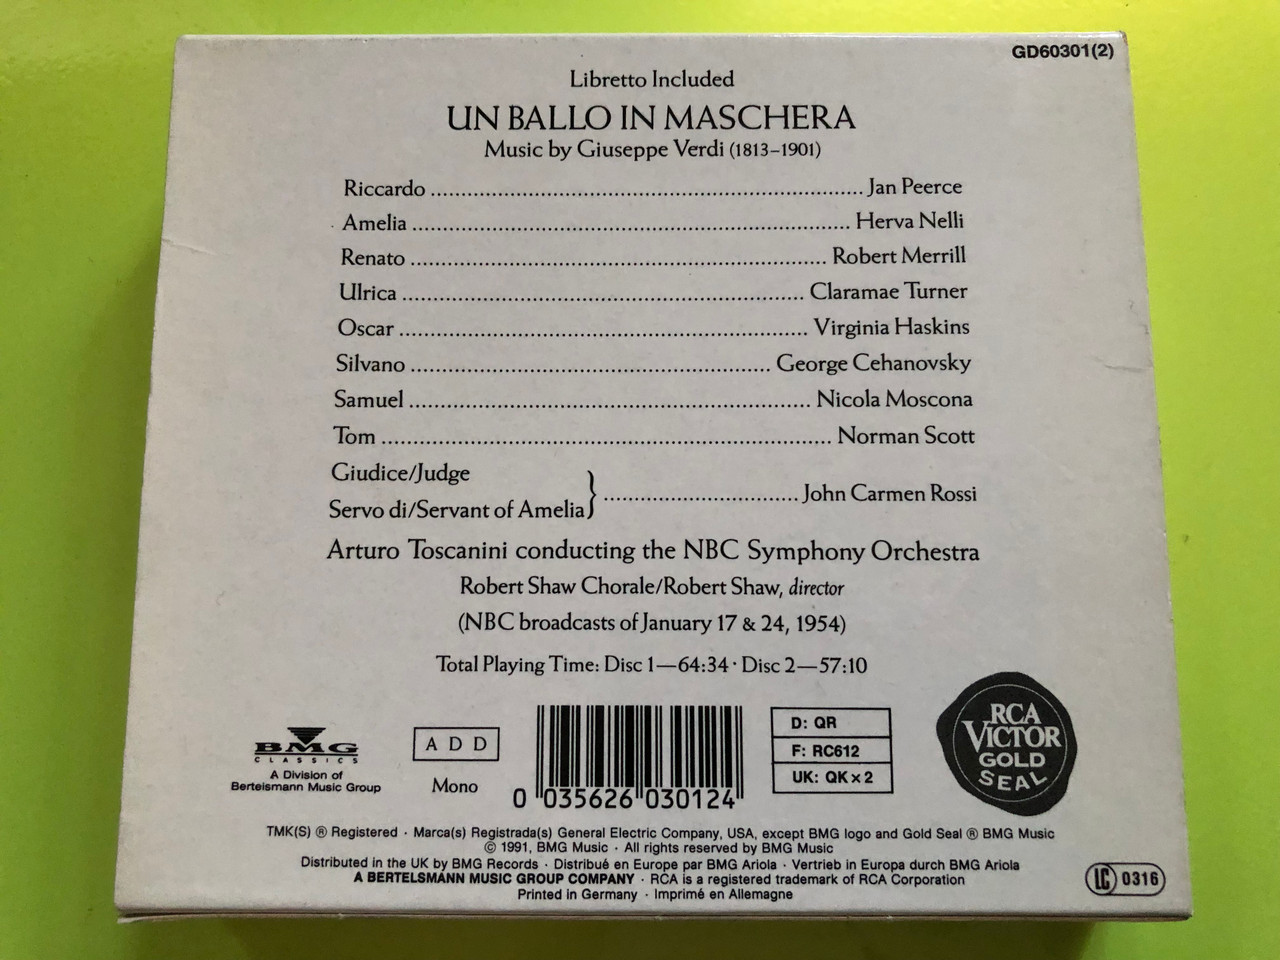 GD60301(2)
Libretto Included
UN BALLO IN MASCHERA
Music by Giuseppe Verdi (1813–1901)
Riccardo ........................................................... Jan Peerce
Amelia ............................................................ Herva Nelli
Renato ......................................................... Robert Merrill
Ulrica ....................................................... Claramae Turner
Oscar ........................................................ Virginia Haskins
Silvano ................................................. George Cehanovsky
Samuel ....................................................... Nicola Moscona
Tom ............................................................. Norman Scott
Giudice/Judge
Servo di/Servant of Amelia} ........................... John Carmen Rossi
Arturo Toscanini conducting the NBC Symphony Orchestra
Robert Shaw Chorale/Robert Shaw, director
(NBC broadcasts of January 17 & 24, 1954)
Total Playing Time: Disc 1—64:34 · Disc 2—57:10
BMG
CLASSICS
A Division of
Bertelsmann Music Group
ADD
Mono
0 035626 030124
D: QR
F: RC612
UK: QK×2
RCA
VICTOR
GOLD
SEAL
TMK(S) ® Registered · Marca(s) Registrada(s) General Electric Company, USA, except BMG logo and Gold Seal ® BMG Music
© 1991, BMG Music · All rights reserved by BMG Music
Distributed in the UK by BMG Records · Distribué en Europe par BMG Ariola · Vertrieb in Europa durch BMG Ariola
A BERTELSMANN MUSIC GROUP COMPANY · RCA is a registered trademark of RCA Corporation
Printed in Germany · Imprimé en Allemagne
LC 0316